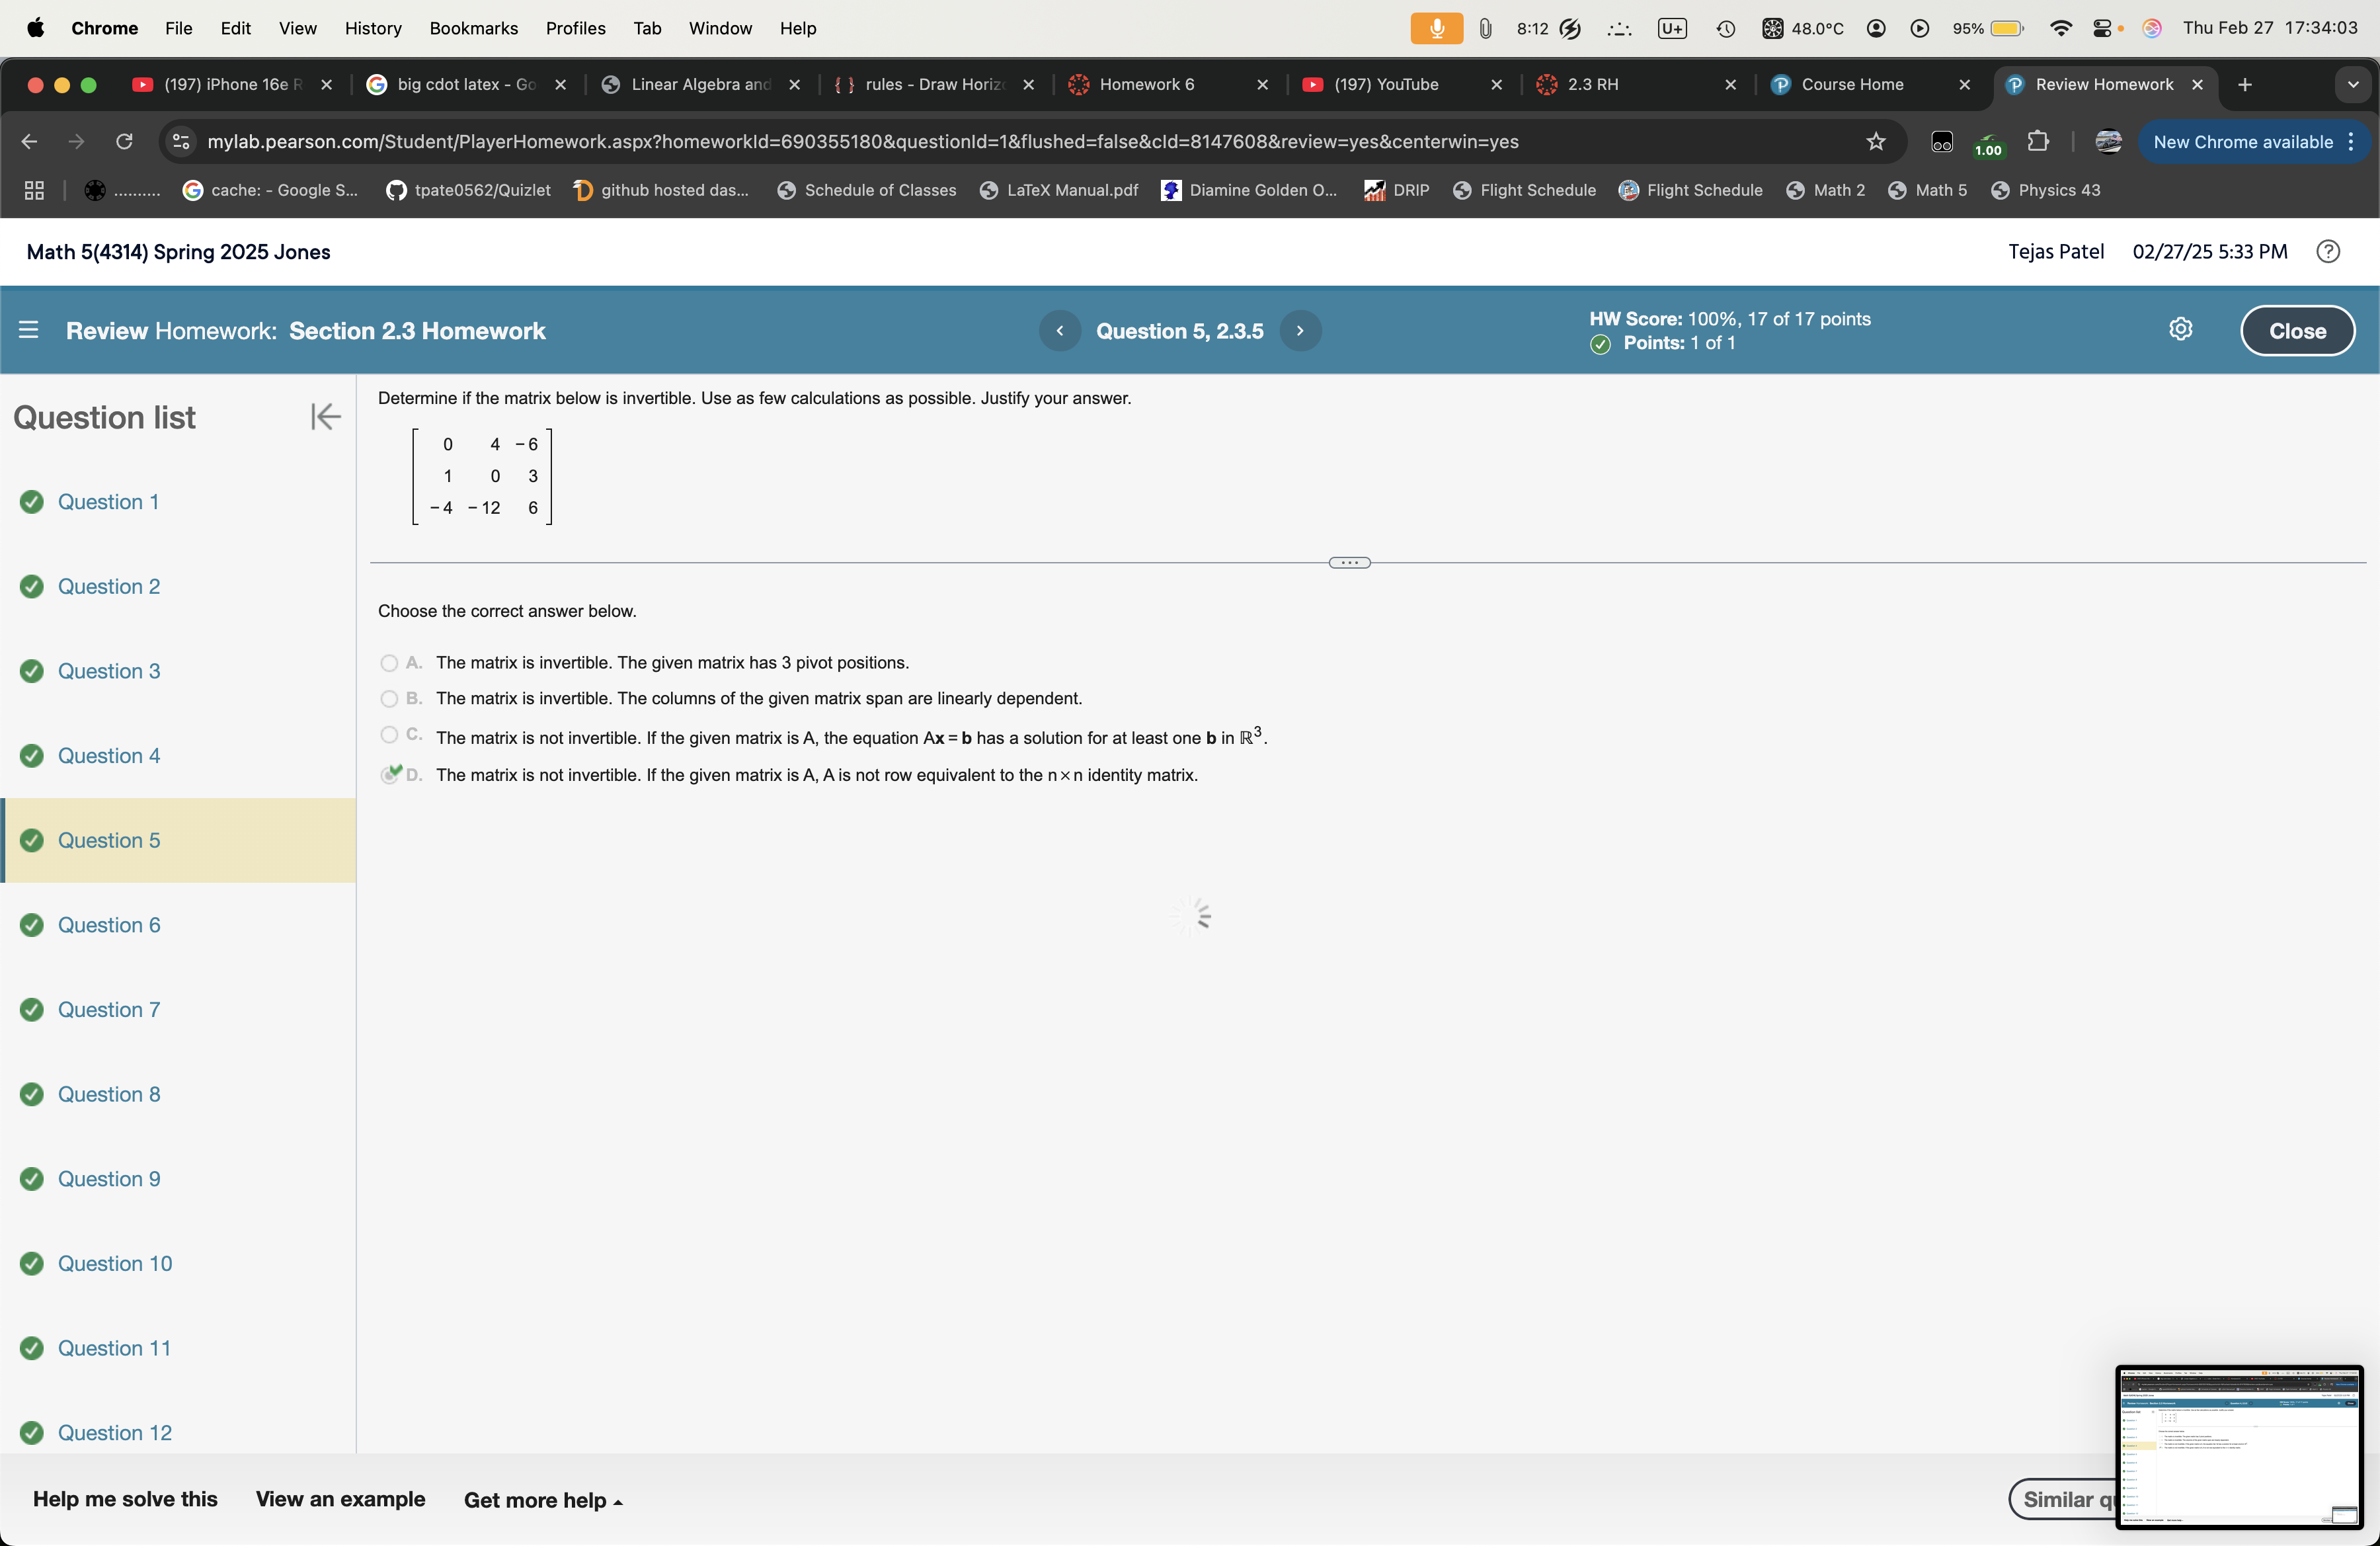 Chrome File Edit View History Bookmarks Profiles Tab Window Help 8:12 U+ 48.0°C 95% Thu Feb 27 17:34:03
(197) iPhone 16e R big cdot latex - Go Linear Algebra and { } rules - Draw Horizo Homework 6 (197) YouTube 2.3 RH Course Home Review Homework
mylab.pearson.com/Student/PlayerHomework.aspx?homeworkId=690355180&questionId=1&flushed=false&cId=8147608&review=yes&centerwin=yes 1.00 New Chrome available
.......... cache: - Google S... tpate0562/Quizlet github hosted das... Schedule of Classes LaTeX Manual.pdf Diamine Golden O... DRIP Flight Schedule Flight Schedule Math 2 Math 5 Physics 43
Math 5(4314) Spring 2025 Jones Tejas Patel 02/27/25 5:33 PM ?
Review Homework: Section 2.3 Homework Question 5, 2.3.5 HW Score: 100%, 17 of 17 points
Points: 1 of 1
Close
Question list
Question 1
Question 2
Question 3
Question 4
Question 5
Question 6
Question 7
Question 8
Question 9
Question 10
Question 11
Question 12
Determine if the matrix below is invertible. Use as few calculations as possible. Justify your answer.
0 4 −6
1 0 3
−4 −12 6
Choose the correct answer below.
A. The matrix is invertible. The given matrix has 3 pivot positions.
B. The matrix is invertible. The columns of the given matrix span are linearly dependent.
C. The matrix is not invertible. If the given matrix is A, the equation Ax = b has a solution for at least one b in ℝ³.
D. The matrix is not invertible. If the given matrix is A, A is not row equivalent to the n×n identity matrix.
Help me solve this View an example Get more help Similar